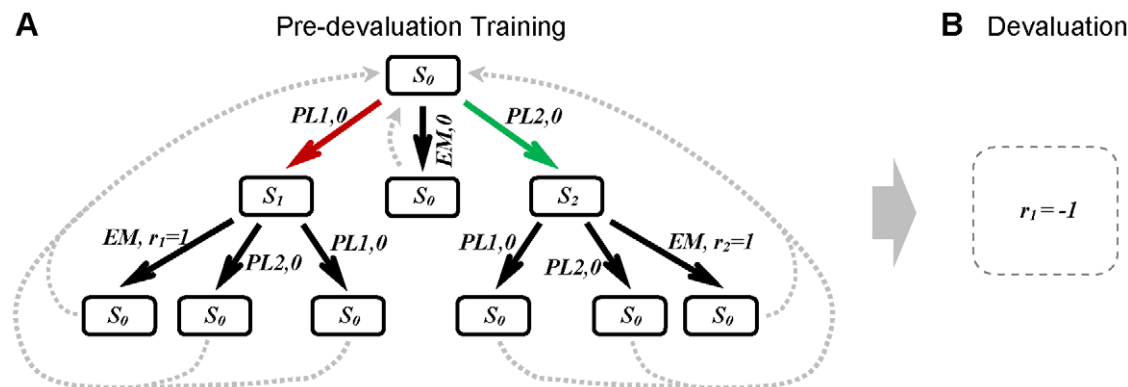 A Pre-devaluation Training
B Devaluation
S₀
PL1,0
EM,0
PL2,0
S₁
S₀
S₂
EM, r₁=1
PL2,0
PL1,0
PL1,0
PL2,0
EM, r₂=1
S₀
S₀
S₀
S₀
S₀
S₀
r₁ = -1